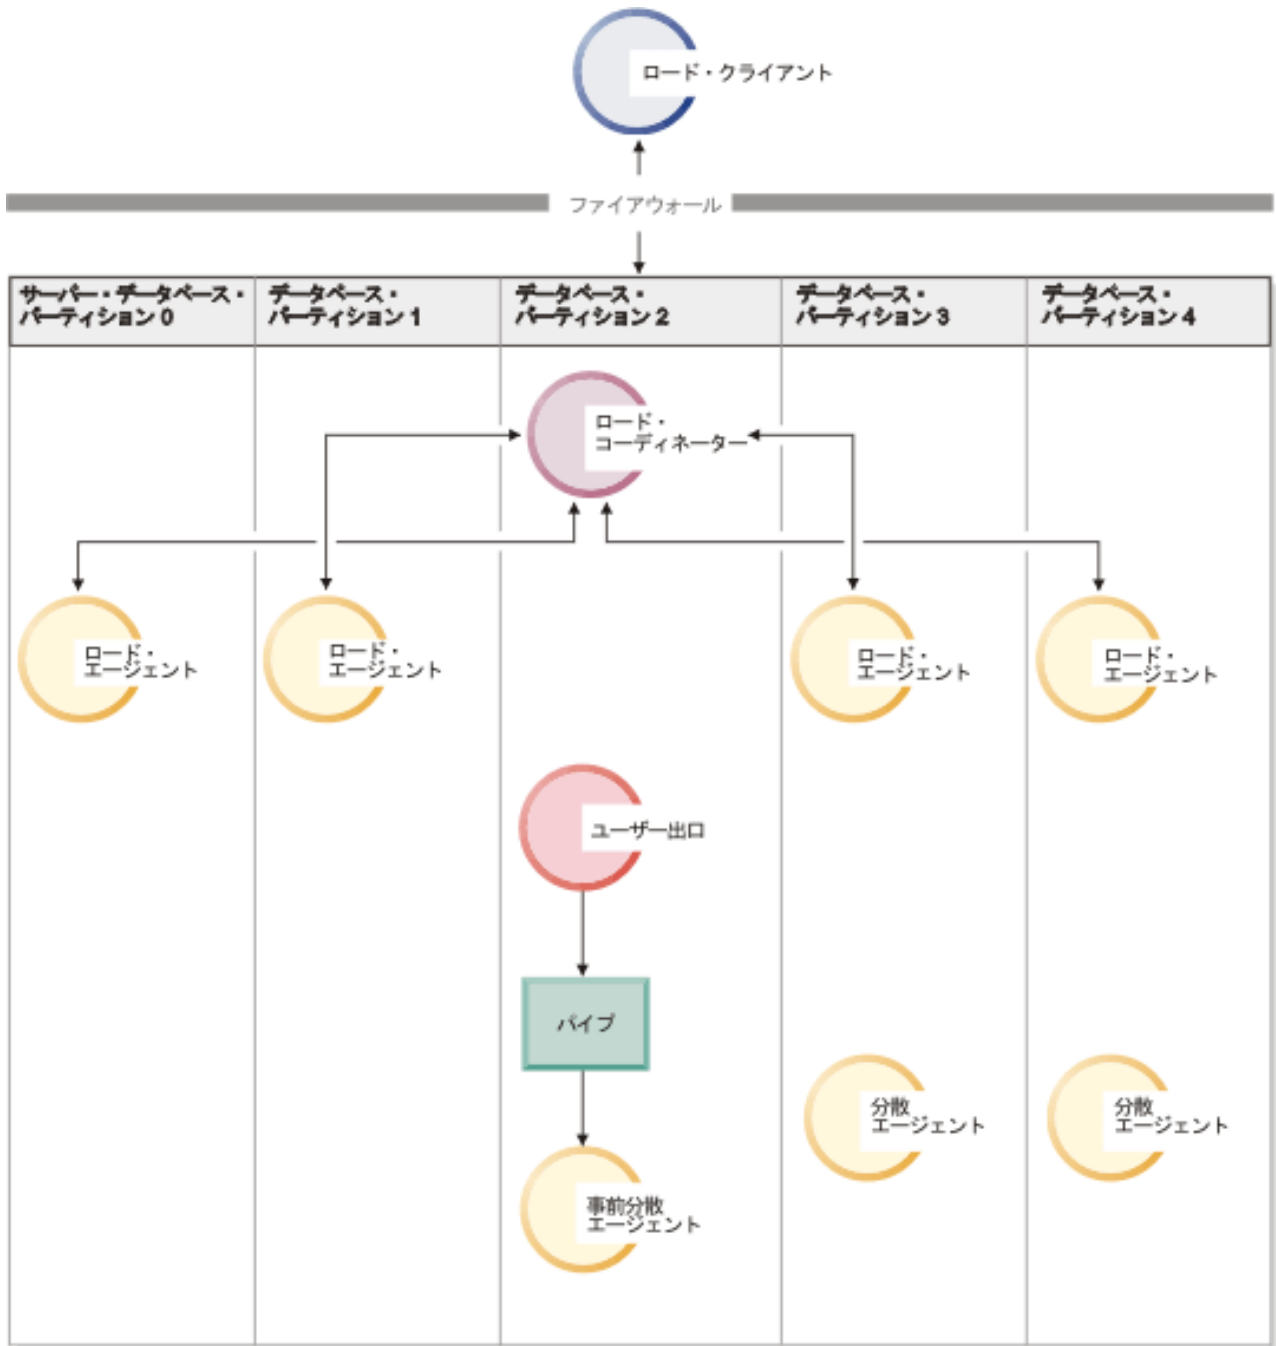 ロード・クライアント
ファイアウォール
サーバー・データベース・
パーティション 0
データベース・
パーティション 1
データベース・
パーティション 2
データベース・
パーティション 3
データベース・
パーティション 4
ロード・
コーディネーター
ロード・
エージェント
ロード・
エージェント
ロード・
エージェント
ロード・
エージェント
ユーザー出口
パイプ
分散
エージェント
分散
エージェント
事前分散
エージェント